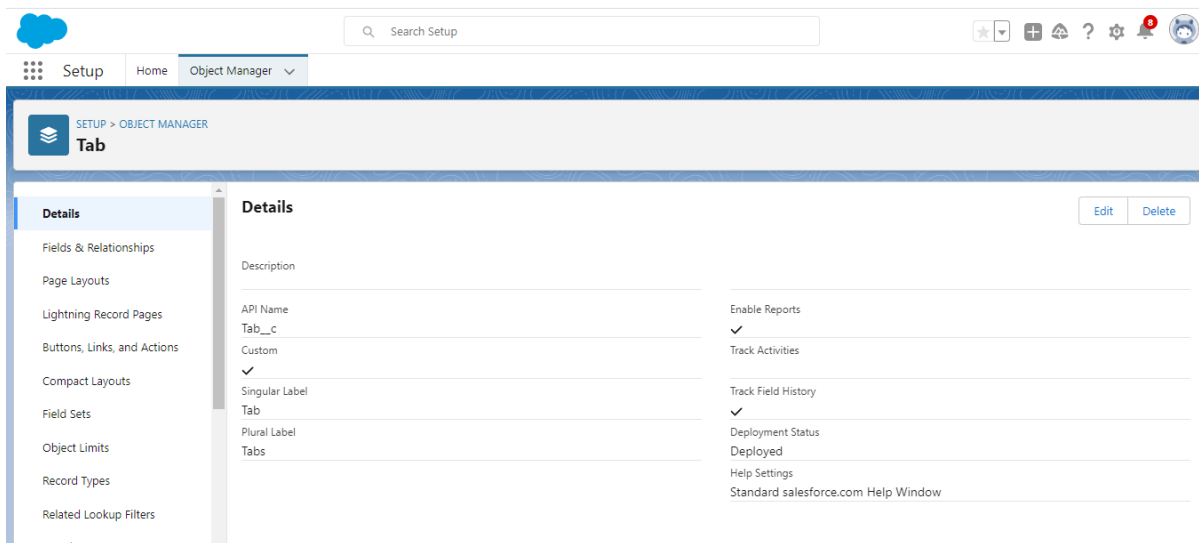 Search Setup
8
Setup Home Object Manager
SETUP > OBJECT MANAGER
Tab
Details
Fields & Relationships
Page Layouts
Lightning Record Pages
Buttons, Links, and Actions
Compact Layouts
Field Sets
Object Limits
Record Types
Related Lookup Filters
Details
Edit Delete
Description
API Name
Tab__c
Custom
Singular Label
Tab
Plural Label
Tabs
Enable Reports
Track Activities
Track Field History
Deployment Status
Deployed
Help Settings
Standard salesforce.com Help Window